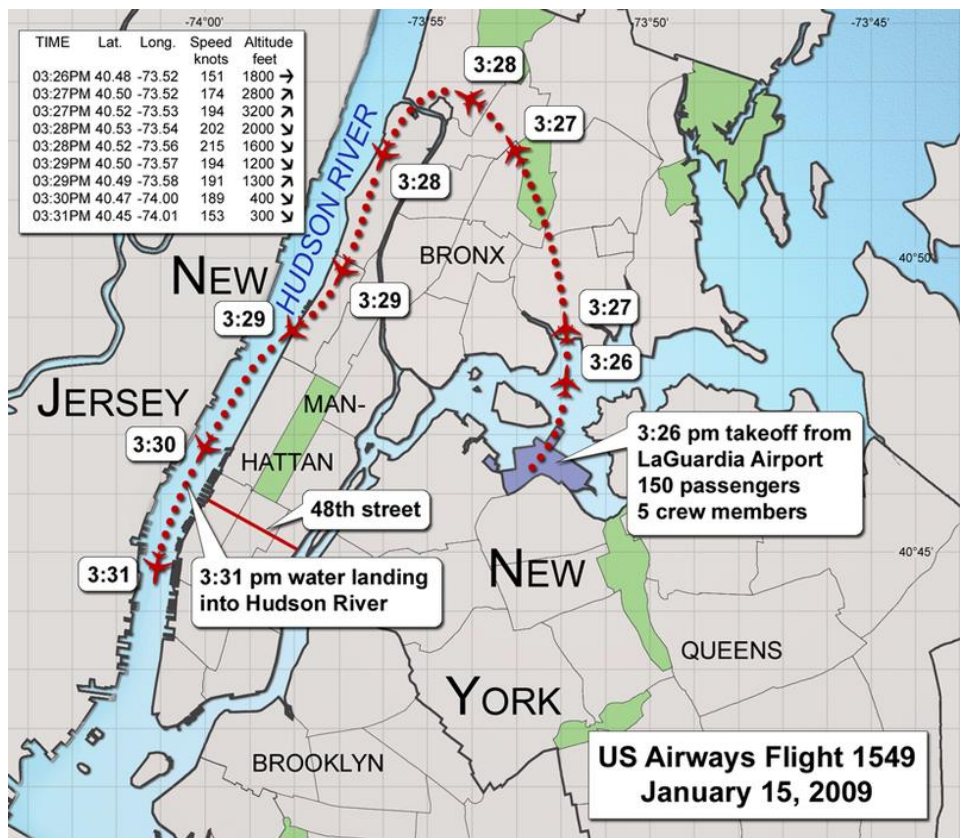 -74°00'
-73°55'
-73°50'
-73°45'
TIME Lat. Long. Speed knots Altitude feet
03:26PM 40.48 -73.52 151 1800 →
03:27PM 40.50 -73.52 174 2800 ↗
03:27PM 40.52 -73.53 194 3200 ↗
03:28PM 40.53 -73.54 202 2000 ↘
03:28PM 40.52 -73.56 215 1600 ↘
03:29PM 40.50 -73.57 194 1200 ↘
03:29PM 40.49 -73.58 191 1300 ↗
03:30PM 40.47 -74.00 189 400 ↘
03:31PM 40.45 -74.01 153 300 ↘
3:28
3:27
3:28
HUDSON RIVER
BRONX
40°50'
NEW
3:29
3:29
3:27
3:26
JERSEY
MAN-
HATTAN
3:30
3:26 pm takeoff from
LaGuardia Airport
150 passengers
5 crew members
48th street
40°45'
3:31
3:31 pm water landing
into Hudson River
NEW
QUEENS
YORK
BROOKLYN
US Airways Flight 1549
January 15, 2009